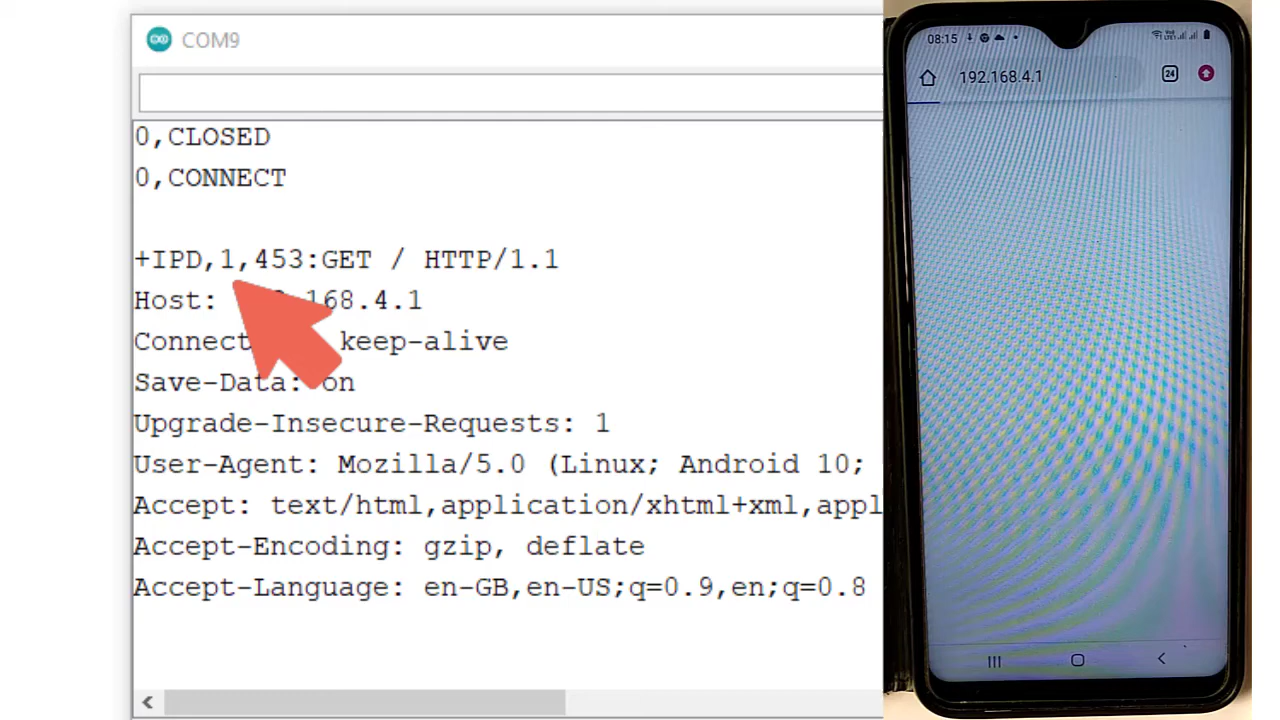 COM9
0,CLOSED
0,CONNECT
+IPD,1,453:GET / HTTP/1.1
Host: 168.4.1
Connect keep-alive
Save-Data: on
Upgrade-Insecure-Requests: 1
User-Agent: Mozilla/5.0 (Linux; Android 10;
Accept: text/html,application/xhtml+xml,appl
Accept-Encoding: gzip, deflate
Accept-Language: en-GB,en-US;q=0.9,en;q=0.8
08:15
192.168.4.1
24